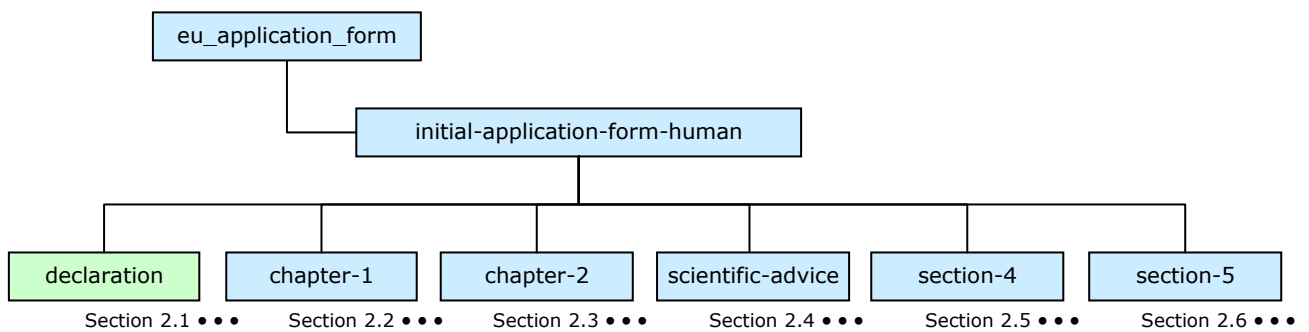 eu_application_form
initial-application-form-human
declaration
chapter-1
chapter-2
scientific-advice
section-4
section-5
Section 2.1 ● ● ●
Section 2.2 ● ● ●
Section 2.3 ● ● ●
Section 2.4 ● ● ●
Section 2.5 ● ● ●
Section 2.6 ● ● ●